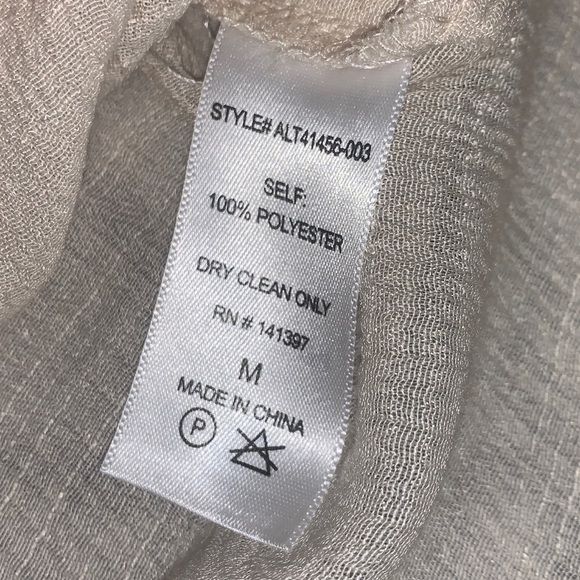 STYLE# ALT41456-003
SELF:
100% POLYESTER
DRY CLEAN ONLY
RN # 141397
M
MADE IN CHINA
P